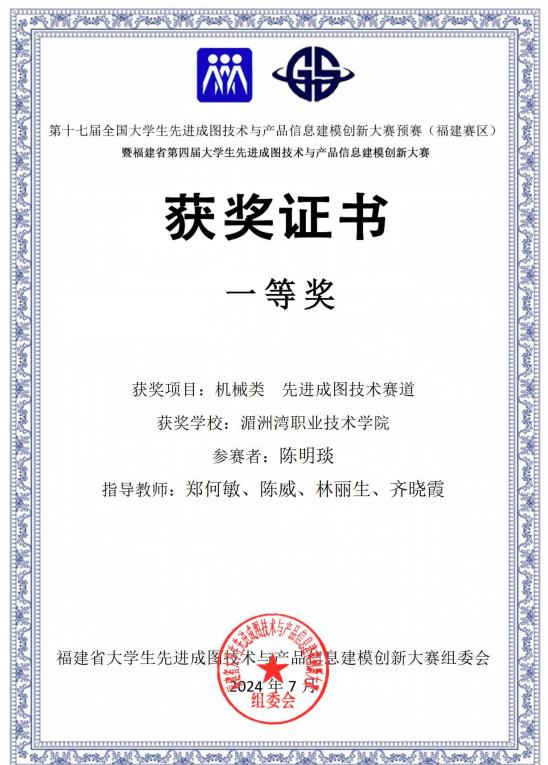 GS
第十七届全国大学生先进成图技术与产品信息建模创新大赛预赛（福建赛区）
暨福建省第四届大学生先进成图技术与产品信息建模创新大赛
获奖证书
一等奖
获奖项目：机械类 先进成图技术赛道
获奖学校：湄洲湾职业技术学院
参赛者：陈明琰
指导教师：郑何敏、陈威、林丽生、齐晓霞
福建省大学生先进成图技术与产品信息建模创新大赛组委会
2024 年 7 月
组委会